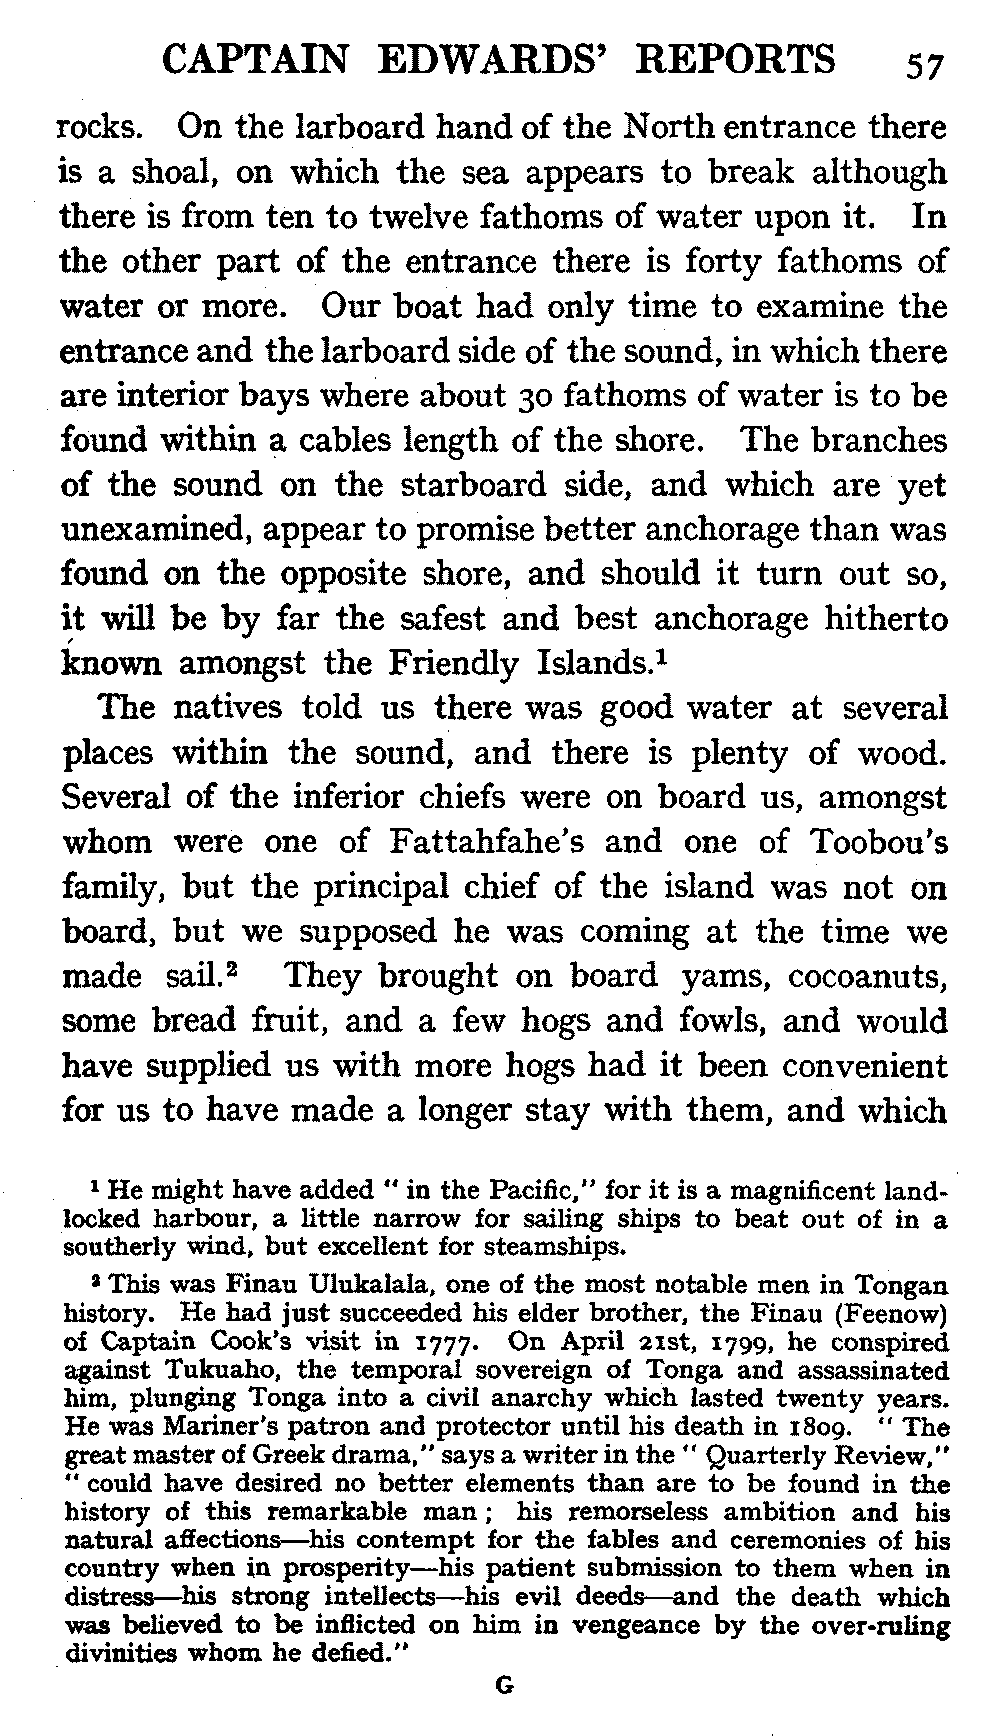 CAPTAIN EDWARDS' REPORTS 57
rocks. On the larboard hand of the North entrance there
is a shoal, on which the sea appears to break although
there is from ten to twelve fathoms of water upon it. In
the other part of the entrance there is forty fathoms of
water or more. Our boat had only time to examine the
entrance and the larboard side of the sound, in which there
are interior bays where about 30 fathoms of water is to be
found within a cables length of the shore. The branches
of the sound on the starboard side, and which are yet
unexamined, appear to promise better anchorage than was
found on the opposite shore, and should it turn out so,
it will be by far the safest and best anchorage hitherto
known amongst the Friendly Islands.¹
The natives told us there was good water at several
places within the sound, and there is plenty of wood.
Several of the inferior chiefs were on board us, amongst
whom were one of Fattahfahe's and one of Toobou's
family, but the principal chief of the island was not on
board, but we supposed he was coming at the time we
made sail.² They brought on board yams, cocoanuts,
some bread fruit, and a few hogs and fowls, and would
have supplied us with more hogs had it been convenient
for us to have made a longer stay with them, and which
¹ He might have added " in the Pacific," for it is a magnificent land-
locked harbour, a little narrow for sailing ships to beat out of in a
southerly wind, but excellent for steamships.
² This was Finau Ulukalala, one of the most notable men in Tongan
history. He had just succeeded his elder brother, the Finau (Feenow)
of Captain Cook's visit in 1777. On April 21st, 1799, he conspired
against Tukuaho, the temporal sovereign of Tonga and assassinated
him, plunging Tonga into a civil anarchy which lasted twenty years.
He was Mariner's patron and protector until his death in 1809. " The
great master of Greek drama," says a writer in the " Quarterly Review,"
" could have desired no better elements than are to be found in the
history of this remarkable man ; his remorseless ambition and his
natural affections—his contempt for the fables and ceremonies of his
country when in prosperity—his patient submission to them when in
distress—his strong intellects—his evil deeds—and the death which
was believed to be inflicted on him in vengeance by the over-ruling
divinities whom he defied."
G